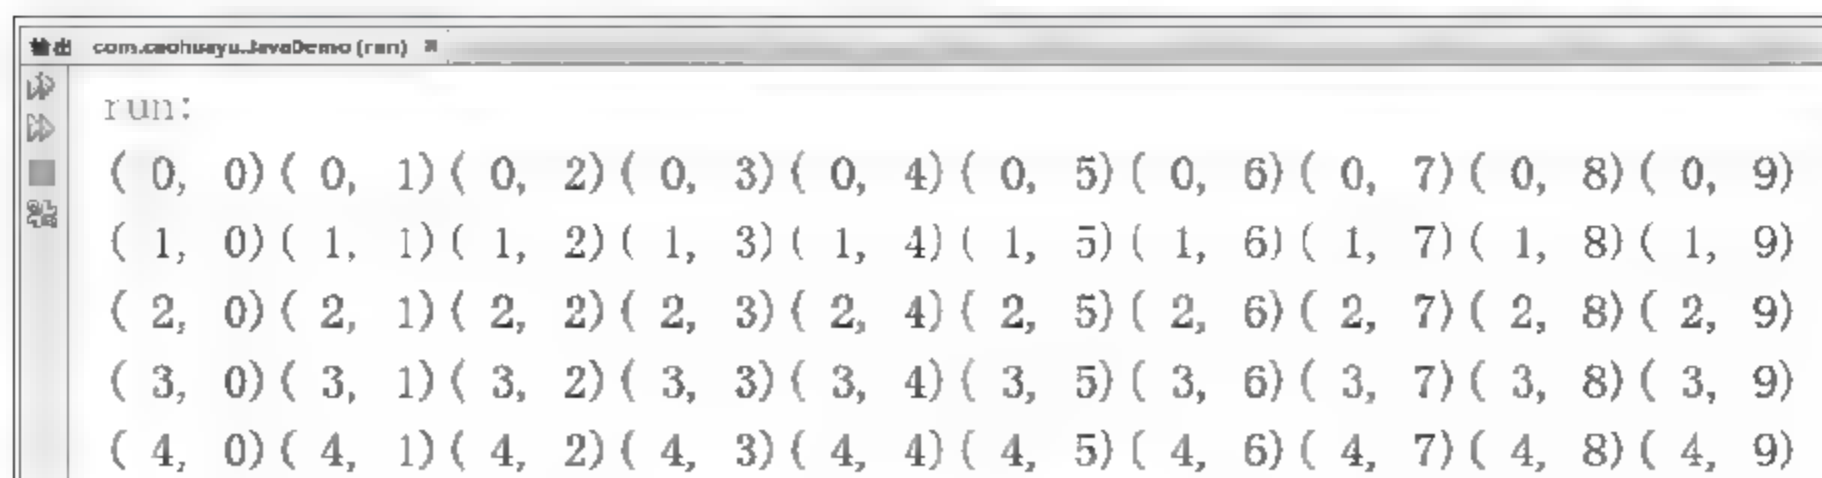 输出 com.caohuayu.JavaDemo (run)
run:
( 0, 0)( 0, 1)( 0, 2)( 0, 3)( 0, 4)( 0, 5)( 0, 6)( 0, 7)( 0, 8)( 0, 9)
( 1, 0)( 1, 1)( 1, 2)( 1, 3)( 1, 4)( 1, 5)( 1, 6)( 1, 7)( 1, 8)( 1, 9)
( 2, 0)( 2, 1)( 2, 2)( 2, 3)( 2, 4)( 2, 5)( 2, 6)( 2, 7)( 2, 8)( 2, 9)
( 3, 0)( 3, 1)( 3, 2)( 3, 3)( 3, 4)( 3, 5)( 3, 6)( 3, 7)( 3, 8)( 3, 9)
( 4, 0)( 4, 1)( 4, 2)( 4, 3)( 4, 4)( 4, 5)( 4, 6)( 4, 7)( 4, 8)( 4, 9)